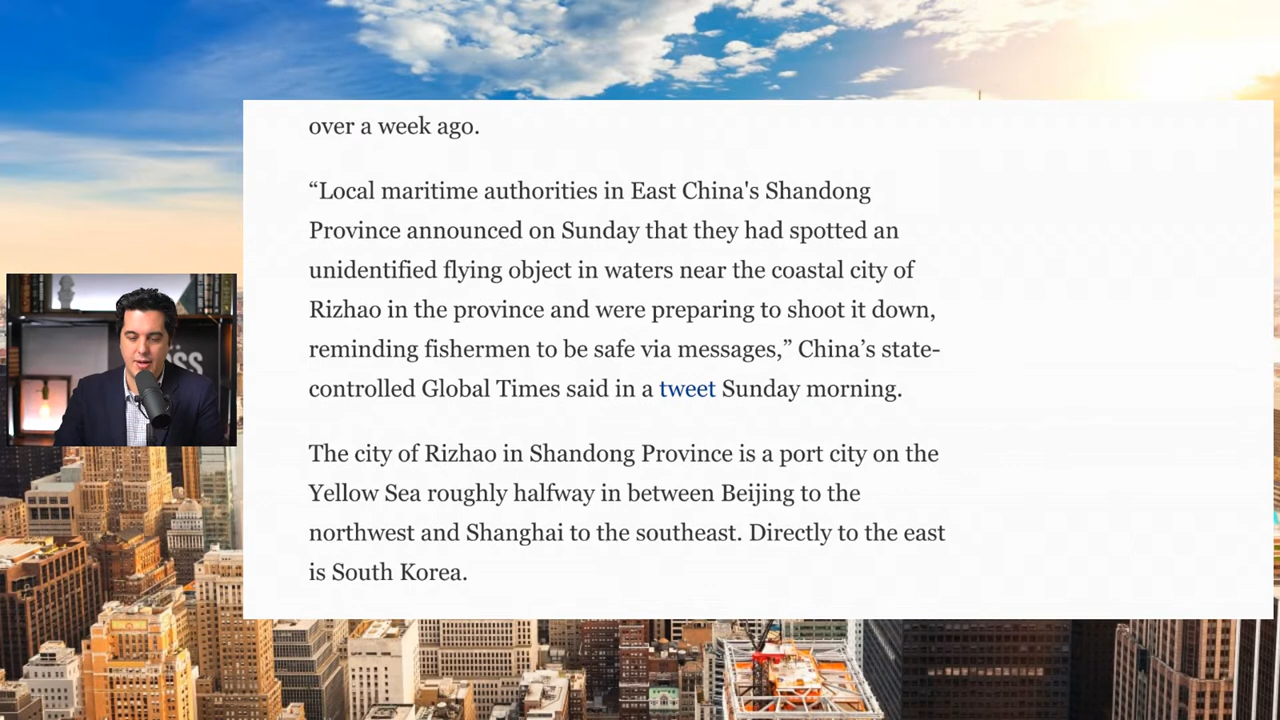 over a week ago.
“Local maritime authorities in East China's Shandong
Province announced on Sunday that they had spotted an
unidentified flying object in waters near the coastal city of
Rizhao in the province and were preparing to shoot it down,
reminding fishermen to be safe via messages,” China’s state-
controlled Global Times said in a tweet Sunday morning.
The city of Rizhao in Shandong Province is a port city on the
Yellow Sea roughly halfway in between Beijing to the
northwest and Shanghai to the southeast. Directly to the east
is South Korea.